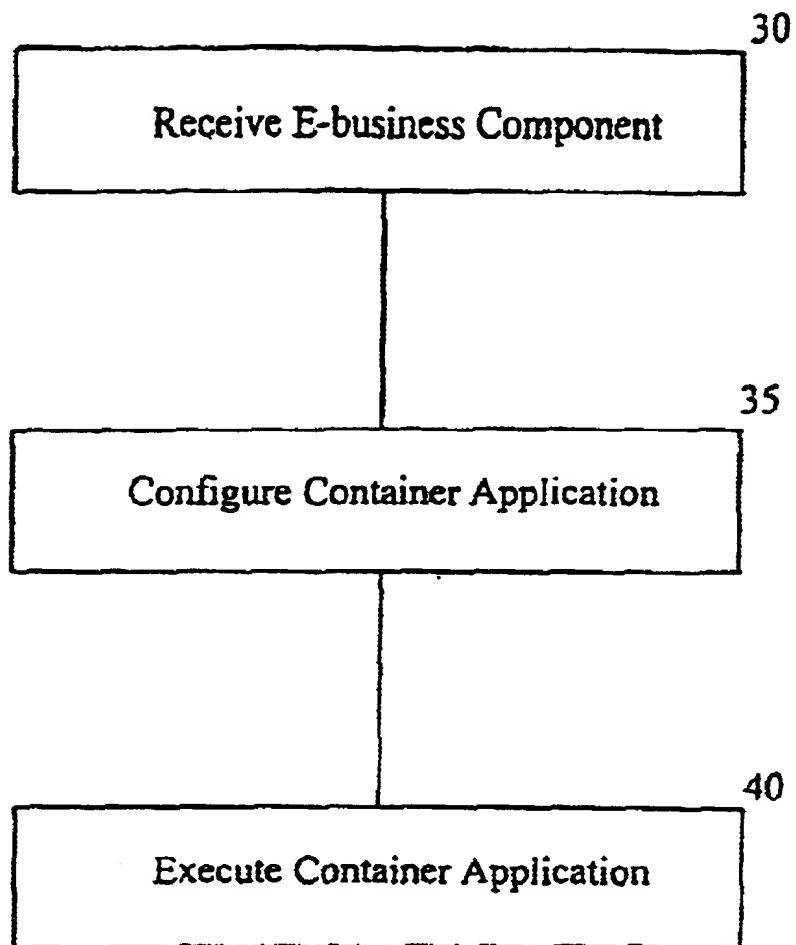 30
Receive E-business Component
35
Configure Container Application
40
Execute Container Application